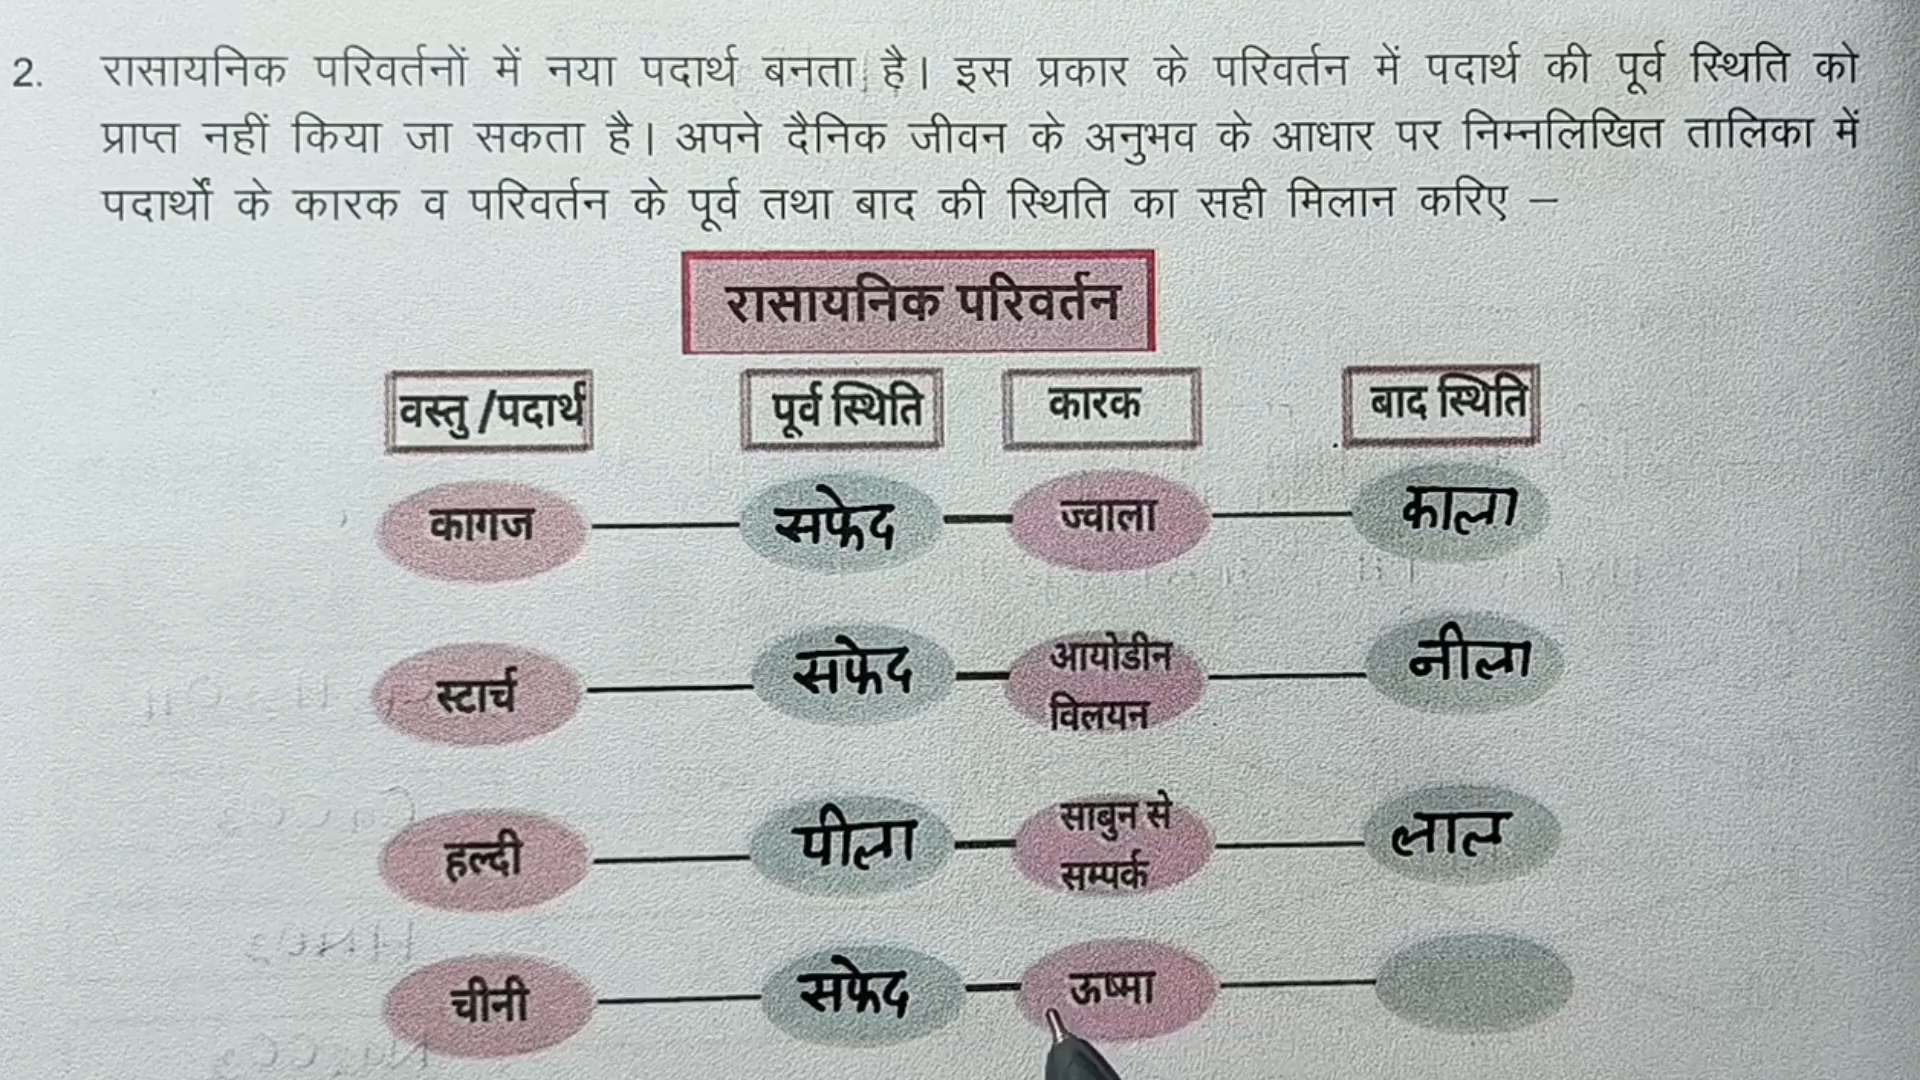 2. रासायनिक परिवर्तनों में नया पदार्थ बनता है। इस प्रकार के परिवर्तन में पदार्थ की पूर्व स्थिति को
प्राप्त नहीं किया जा सकता है। अपने दैनिक जीवन के अनुभव के आधार पर निम्नलिखित तालिका में
पदार्थों के कारक व परिवर्तन के पूर्व तथा बाद की स्थिति का सही मिलान करिए –
रासायनिक परिवर्तन
वस्तु /पदार्थ पूर्व स्थिति कारक बाद स्थिति
कागज सफेद ज्वाला काला
स्टार्च सफेद आयोडीन विलयन नीला
हल्दी पीला साबुन से सम्पर्क लाल
चीनी सफेद ऊष्मा